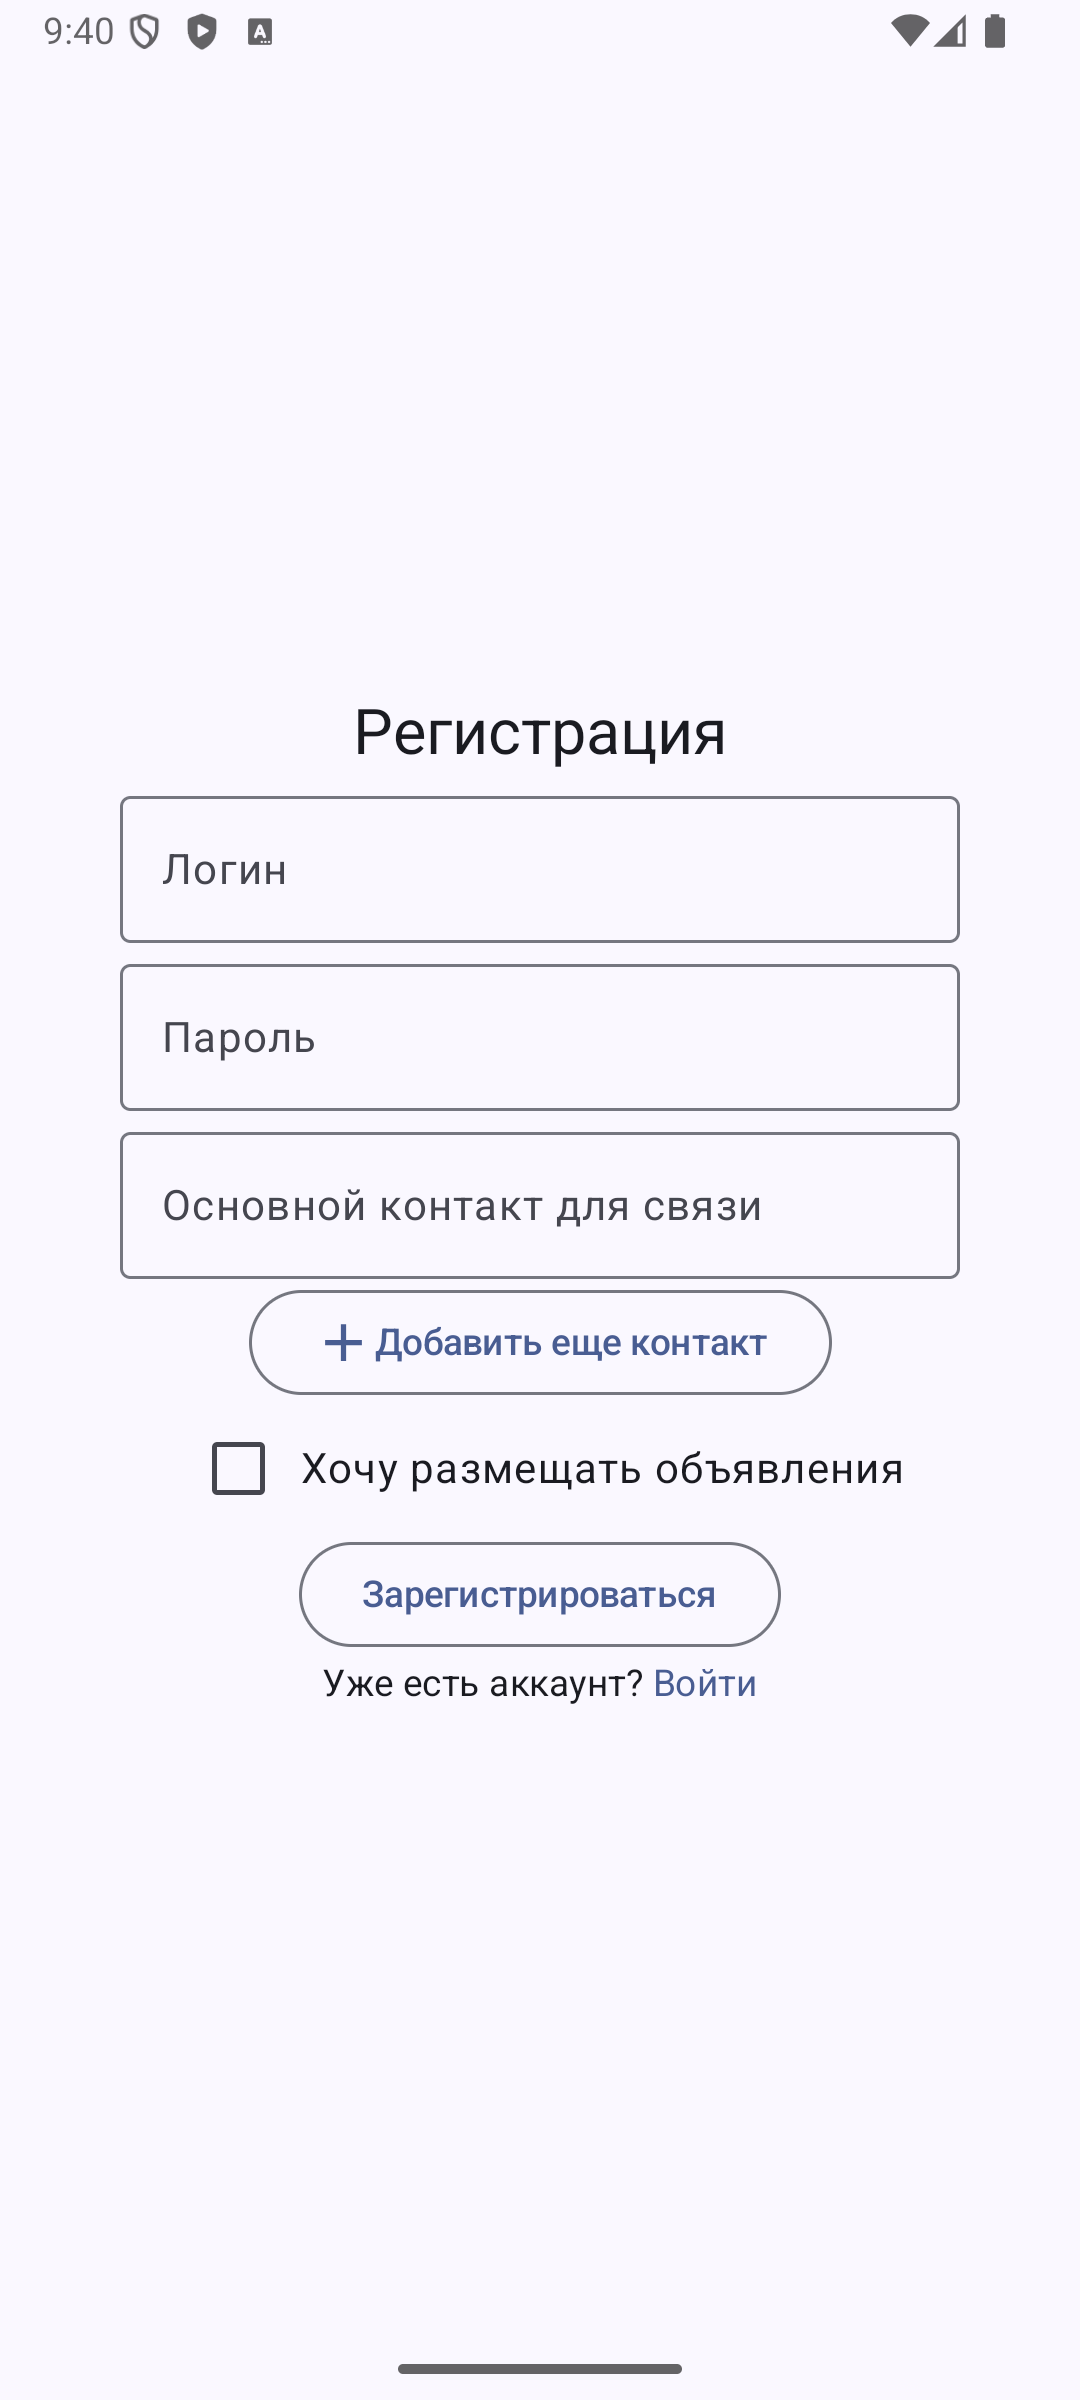 9:40
Регистрация
Логин
Пароль
Основной контакт для связи
Добавить еще контакт
Хочу размещать объявления
Зарегистрироваться
Уже есть аккаунт? Войти